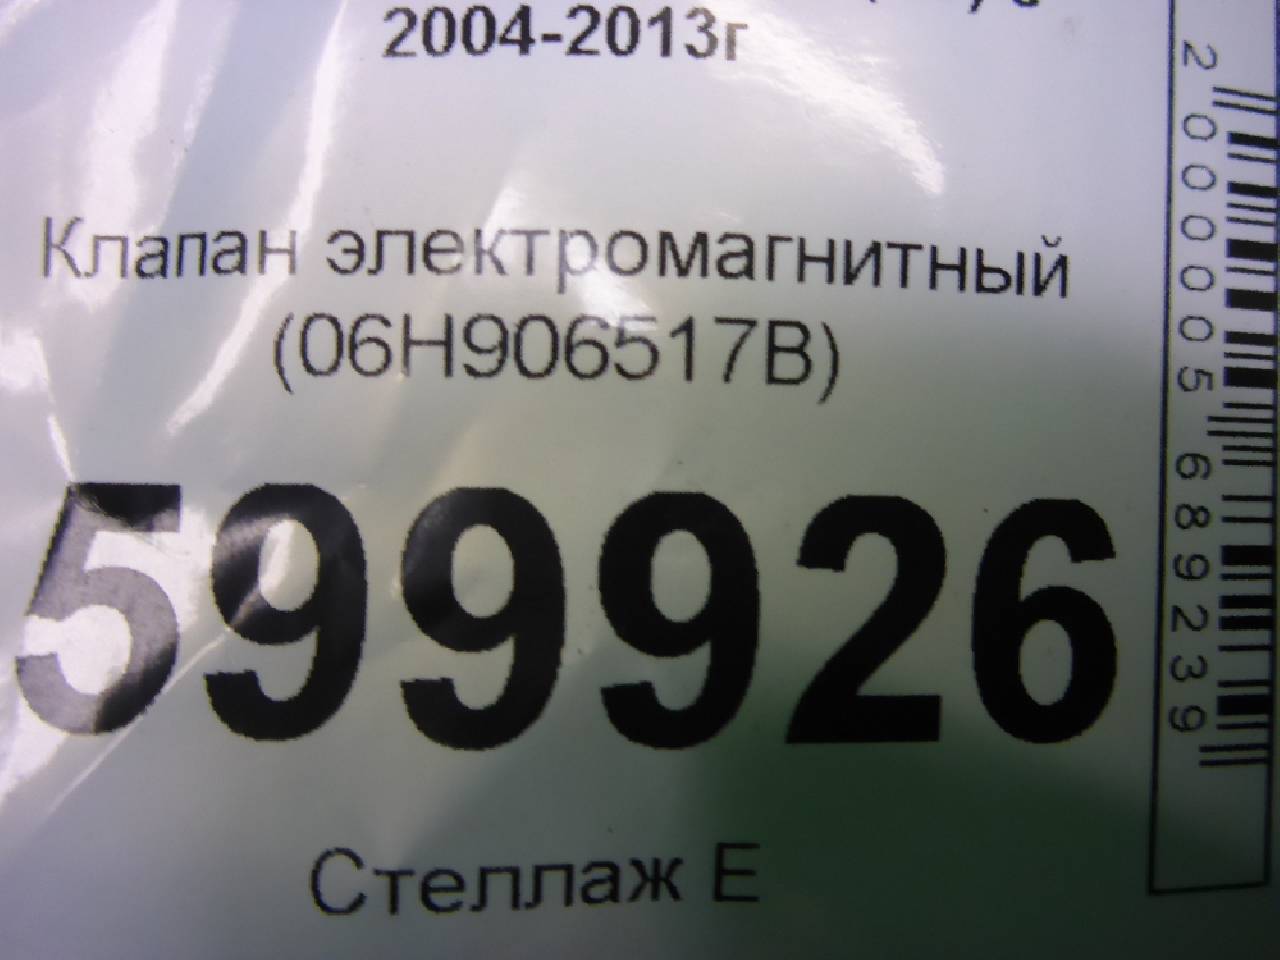 2004-2013г
Клапан электромагнитный
(06H906517B)
599926
Стеллаж E
2000005689239